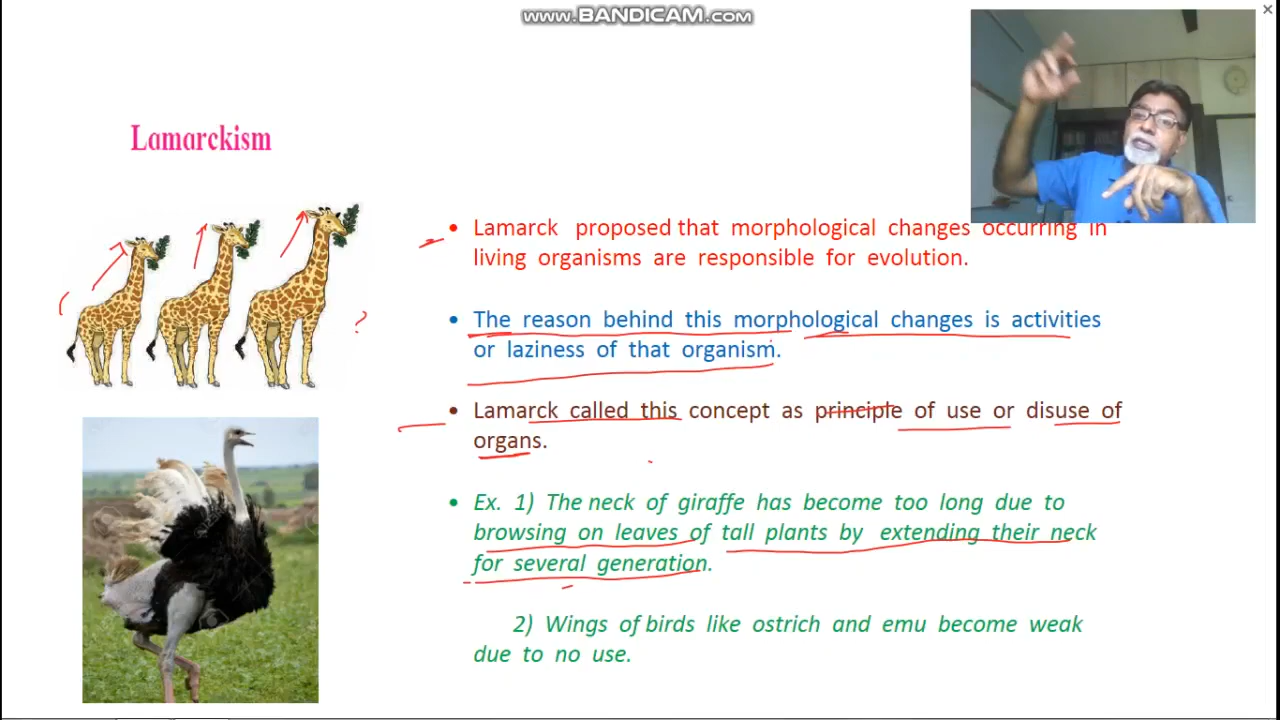 www.BANDICAM.com
Lamarckism
• Lamarck proposed that morphological changes occurring in
living organisms are responsible for evolution.
• The reason behind this morphological changes is activities
or laziness of that organism.
• Lamarck called this concept as principle of use or disuse of
organs.
• Ex. 1) The neck of giraffe has become too long due to
browsing on leaves of tall plants by extending their neck
for several generation.
2) Wings of birds like ostrich and emu become weak
due to no use.
?